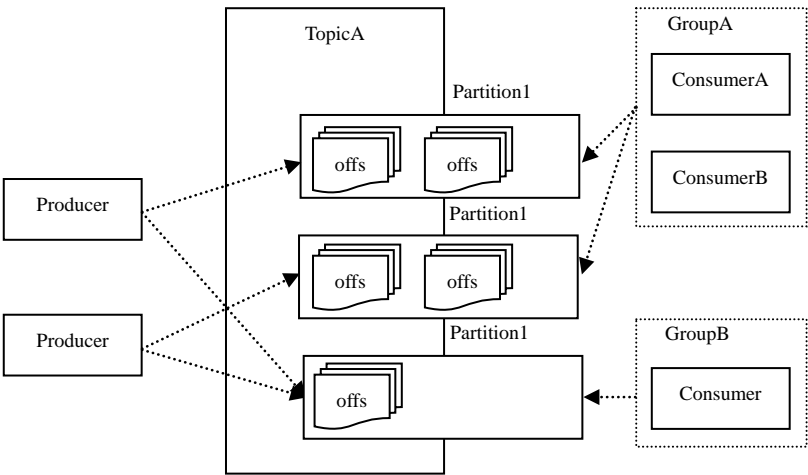 TopicA
GroupA
ConsumerA
Partition1
offs
offs
ConsumerB
Producer
Partition1
offs
offs
Producer
Partition1
GroupB
offs
Consumer